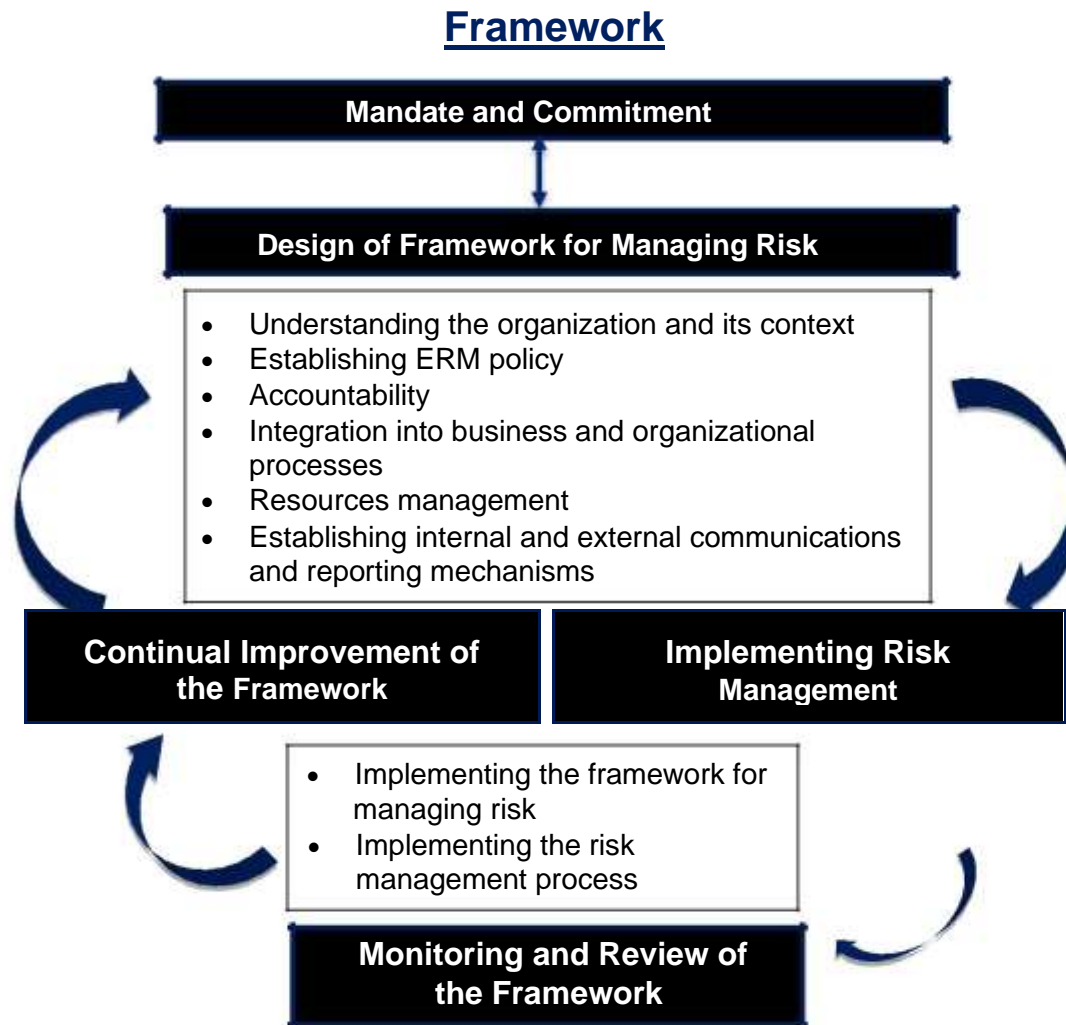 Framework
Mandate and Commitment
Design of Framework for Managing Risk
• Understanding the organization and its context
• Establishing ERM policy
• Accountability
• Integration into business and organizational
processes
• Resources management
• Establishing internal and external communications
and reporting mechanisms
Continual Improvement of
the Framework
Implementing Risk
Management
• Implementing the framework for
managing risk
• Implementing the risk
management process
Monitoring and Review of
the Framework